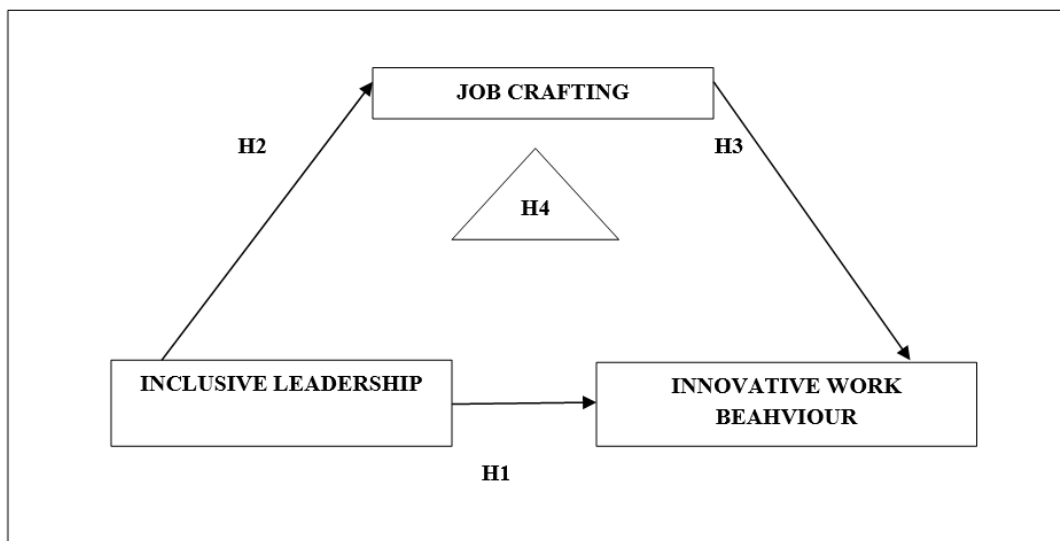 JOB CRAFTING
H2
H3
H4
INCLUSIVE LEADERSHIP
INNOVATIVE WORK
BEAHVIOUR
H1